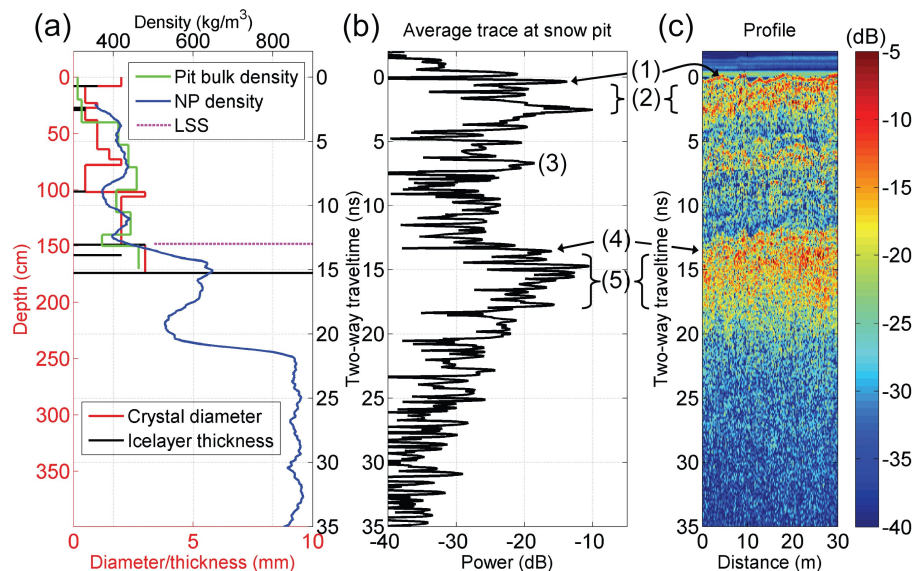 (a)
Density (kg/m³)
400 600 800
Pit bulk density
NP density
LSS
Crystal diameter
Icelayer thickness
Depth (cm)
0
50
100
150
200
250
300
350
0
5
10
15
20
25
30
35
0 5 10
Diameter/thickness (mm)
(b)
Average trace at snow pit
Two-way traveltime (ns)
0
5
10
15
20
25
30
35
-40 -30 -20 -10
Power (dB)
(1)
(2)
(3)
(4)
(5)
(c)
Profile
Two-way traveltime (ns)
0
5
10
15
20
25
30
35
0 10 20 30
Distance (m)
(dB)
-5
-10
-15
-20
-25
-30
-35
-40